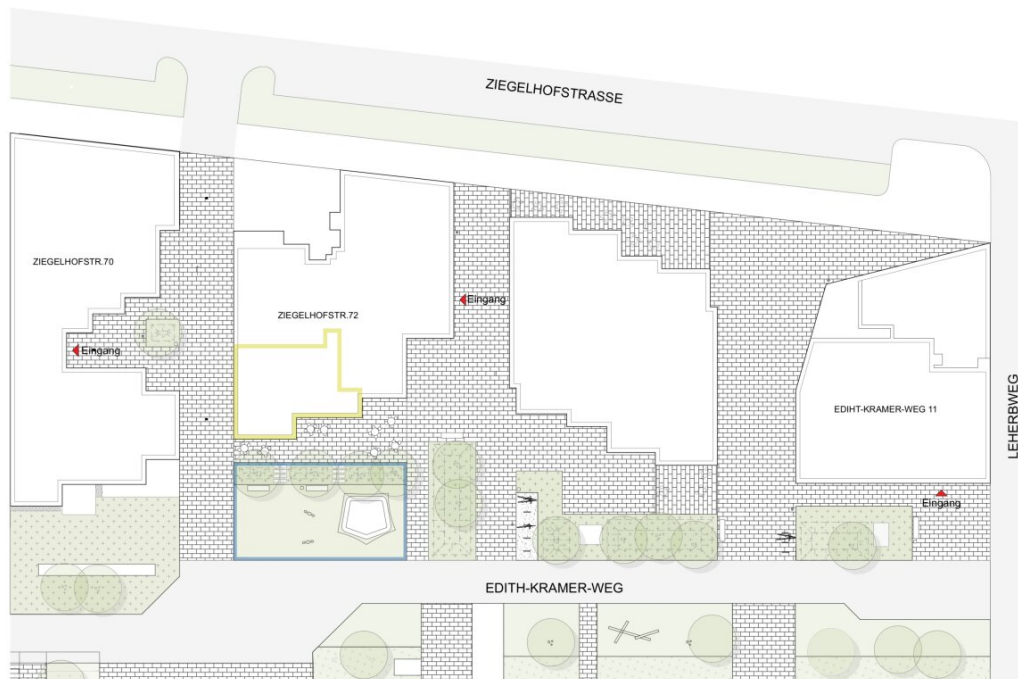 ZIEGELHOFSTRASSE
ZIEGELHOFSTR.70
ZIEGELHOFSTR.72
Eingang
Eingang
EDIHT-KRAMER-WEG 11
LEHERBWEG
Eingang
EDITH-KRAMER-WEG